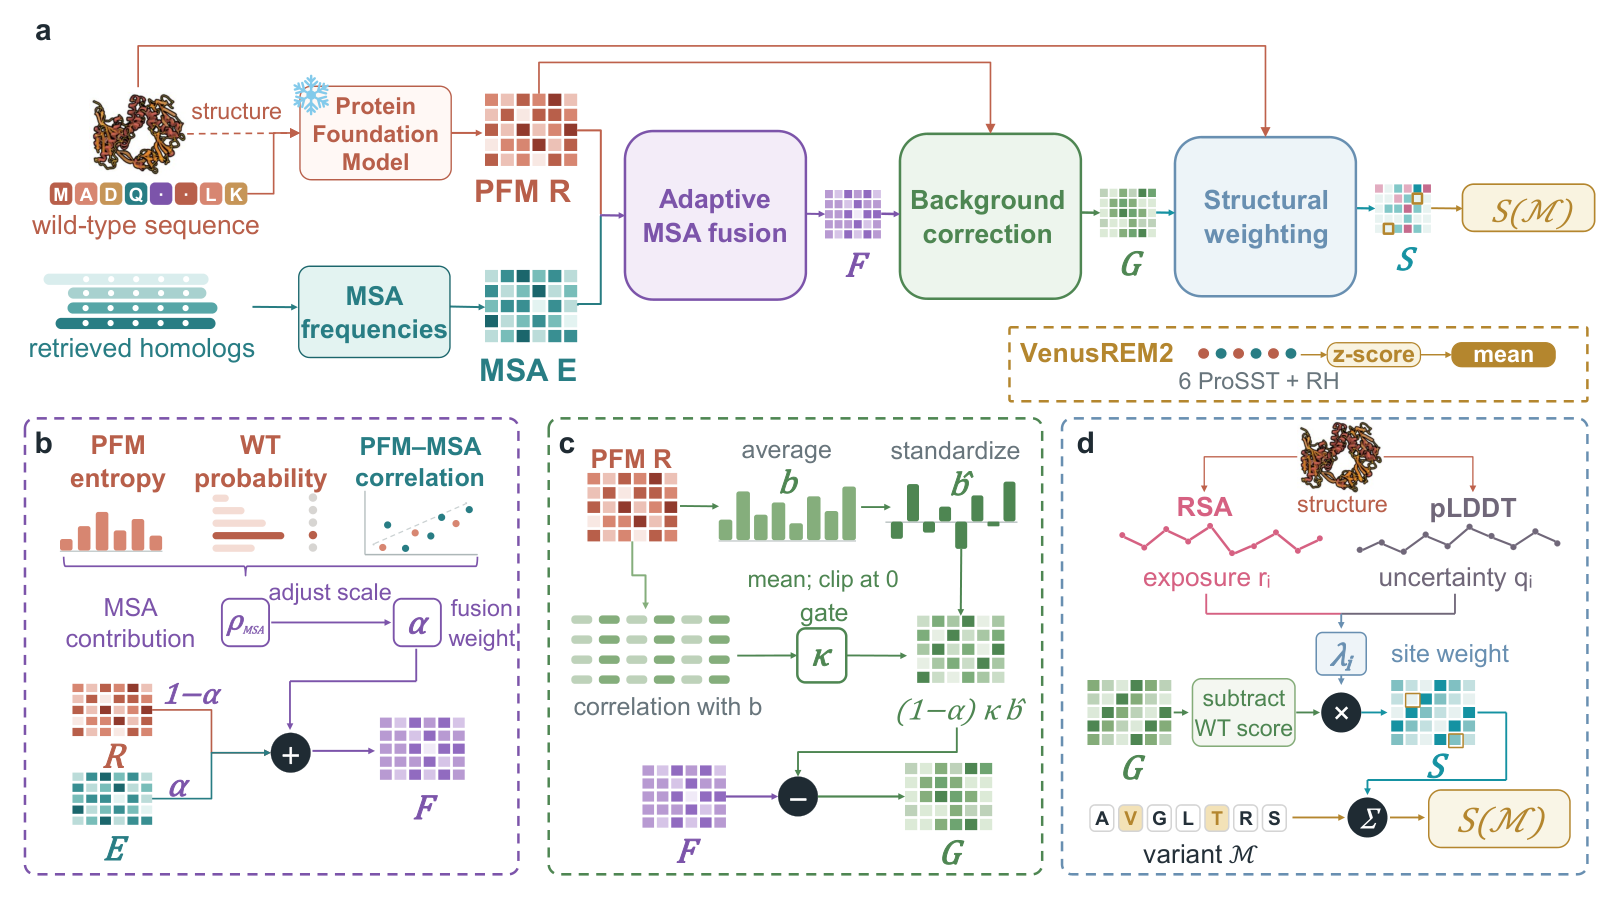 a
structure
Protein
Foundation
Model
M A D Q · · L K
wild-type sequence
PFM R
retrieved homologs
MSA
frequencies
MSA E
Adaptive
MSA fusion
F
Background
correction
G
Structural
weighting
S
S(ℳ)
VenusREM2
z-score
mean
6 ProSST + RH
b
PFM
entropy
WT
probability
PFM–MSA
correlation
MSA
contribution
ρMSA
adjust scale
α
fusion
weight
1−α
R
α
E
+
F
c
PFM R
average
b
standardize
b̂
mean; clip at 0
gate
κ
correlation with b
(1−α) κ b̂
F
−
G
d
structure
RSA
pLDDT
exposure rᵢ
uncertainty qᵢ
λᵢ
site weight
subtract
WT score
×
G
S
A V G L T R S
Σ
S(ℳ)
variant ℳ